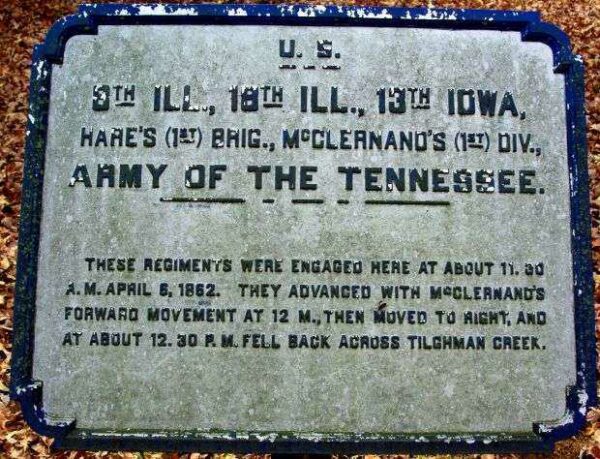 U. S.
8TH ILL., 18TH ILL., 13TH IOWA,
HARE'S (1ST) BRIG., McCLERNAND'S (1ST) DIV.,
ARMY OF THE TENNESSEE.
THESE REGIMENTS WERE ENGAGED HERE AT ABOUT 11.30
A.M. APRIL 6, 1862. THEY ADVANCED WITH McCLERNAND'S
FORWARD MOVEMENT AT 12 M., THEN MOVED TO RIGHT, AND
AT ABOUT 12.30 P.M. FELL BACK ACROSS TILGHMAN CREEK.